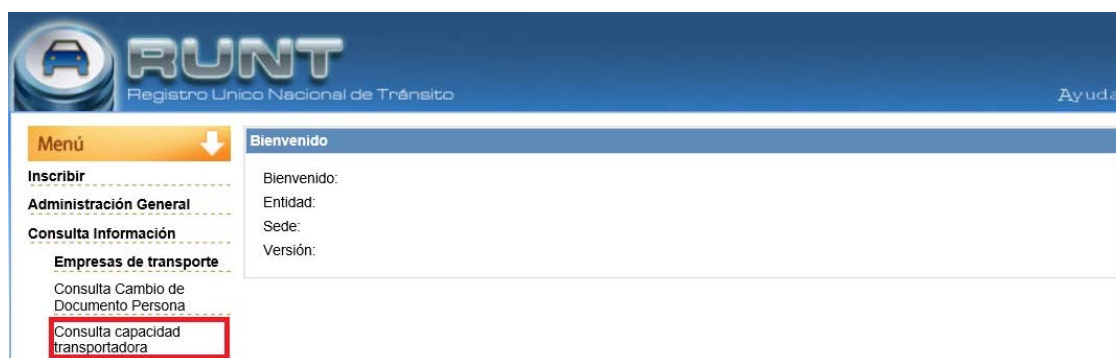 RUNT
Registro Unico Nacional de Tránsito
Ayuda
Menú
Bienvenido
Inscribir
Administración General
Consulta Información
Empresas de transporte
Consulta Cambio de
Documento Persona
Consulta capacidad
transportadora
Bienvenido:
Entidad:
Sede:
Versión: